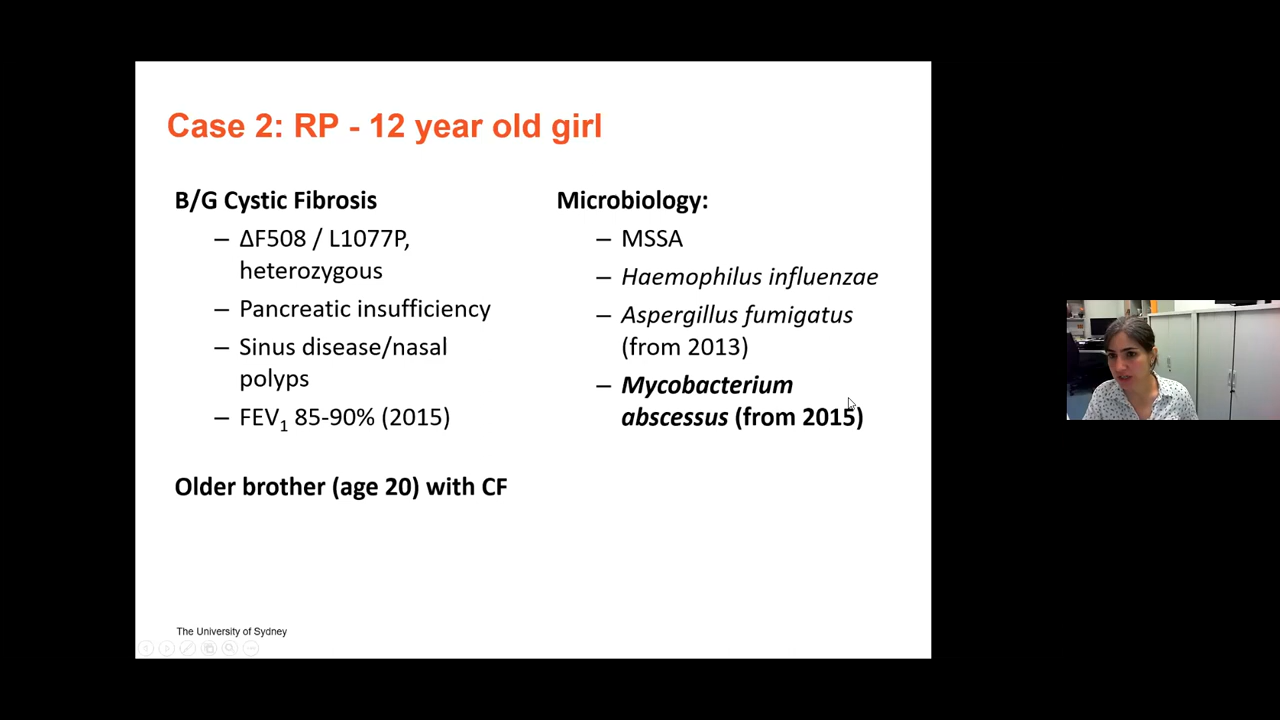 Case 2: RP - 12 year old girl
B/G Cystic Fibrosis
– ΔF508 / L1077P,
heterozygous
– Pancreatic insufficiency
– Sinus disease/nasal
polyps
– FEV1 85-90% (2015)
Older brother (age 20) with CF
Microbiology:
– MSSA
– Haemophilus influenzae
– Aspergillus fumigatus
(from 2013)
– Mycobacterium
abscessus (from 2015)
The University of Sydney